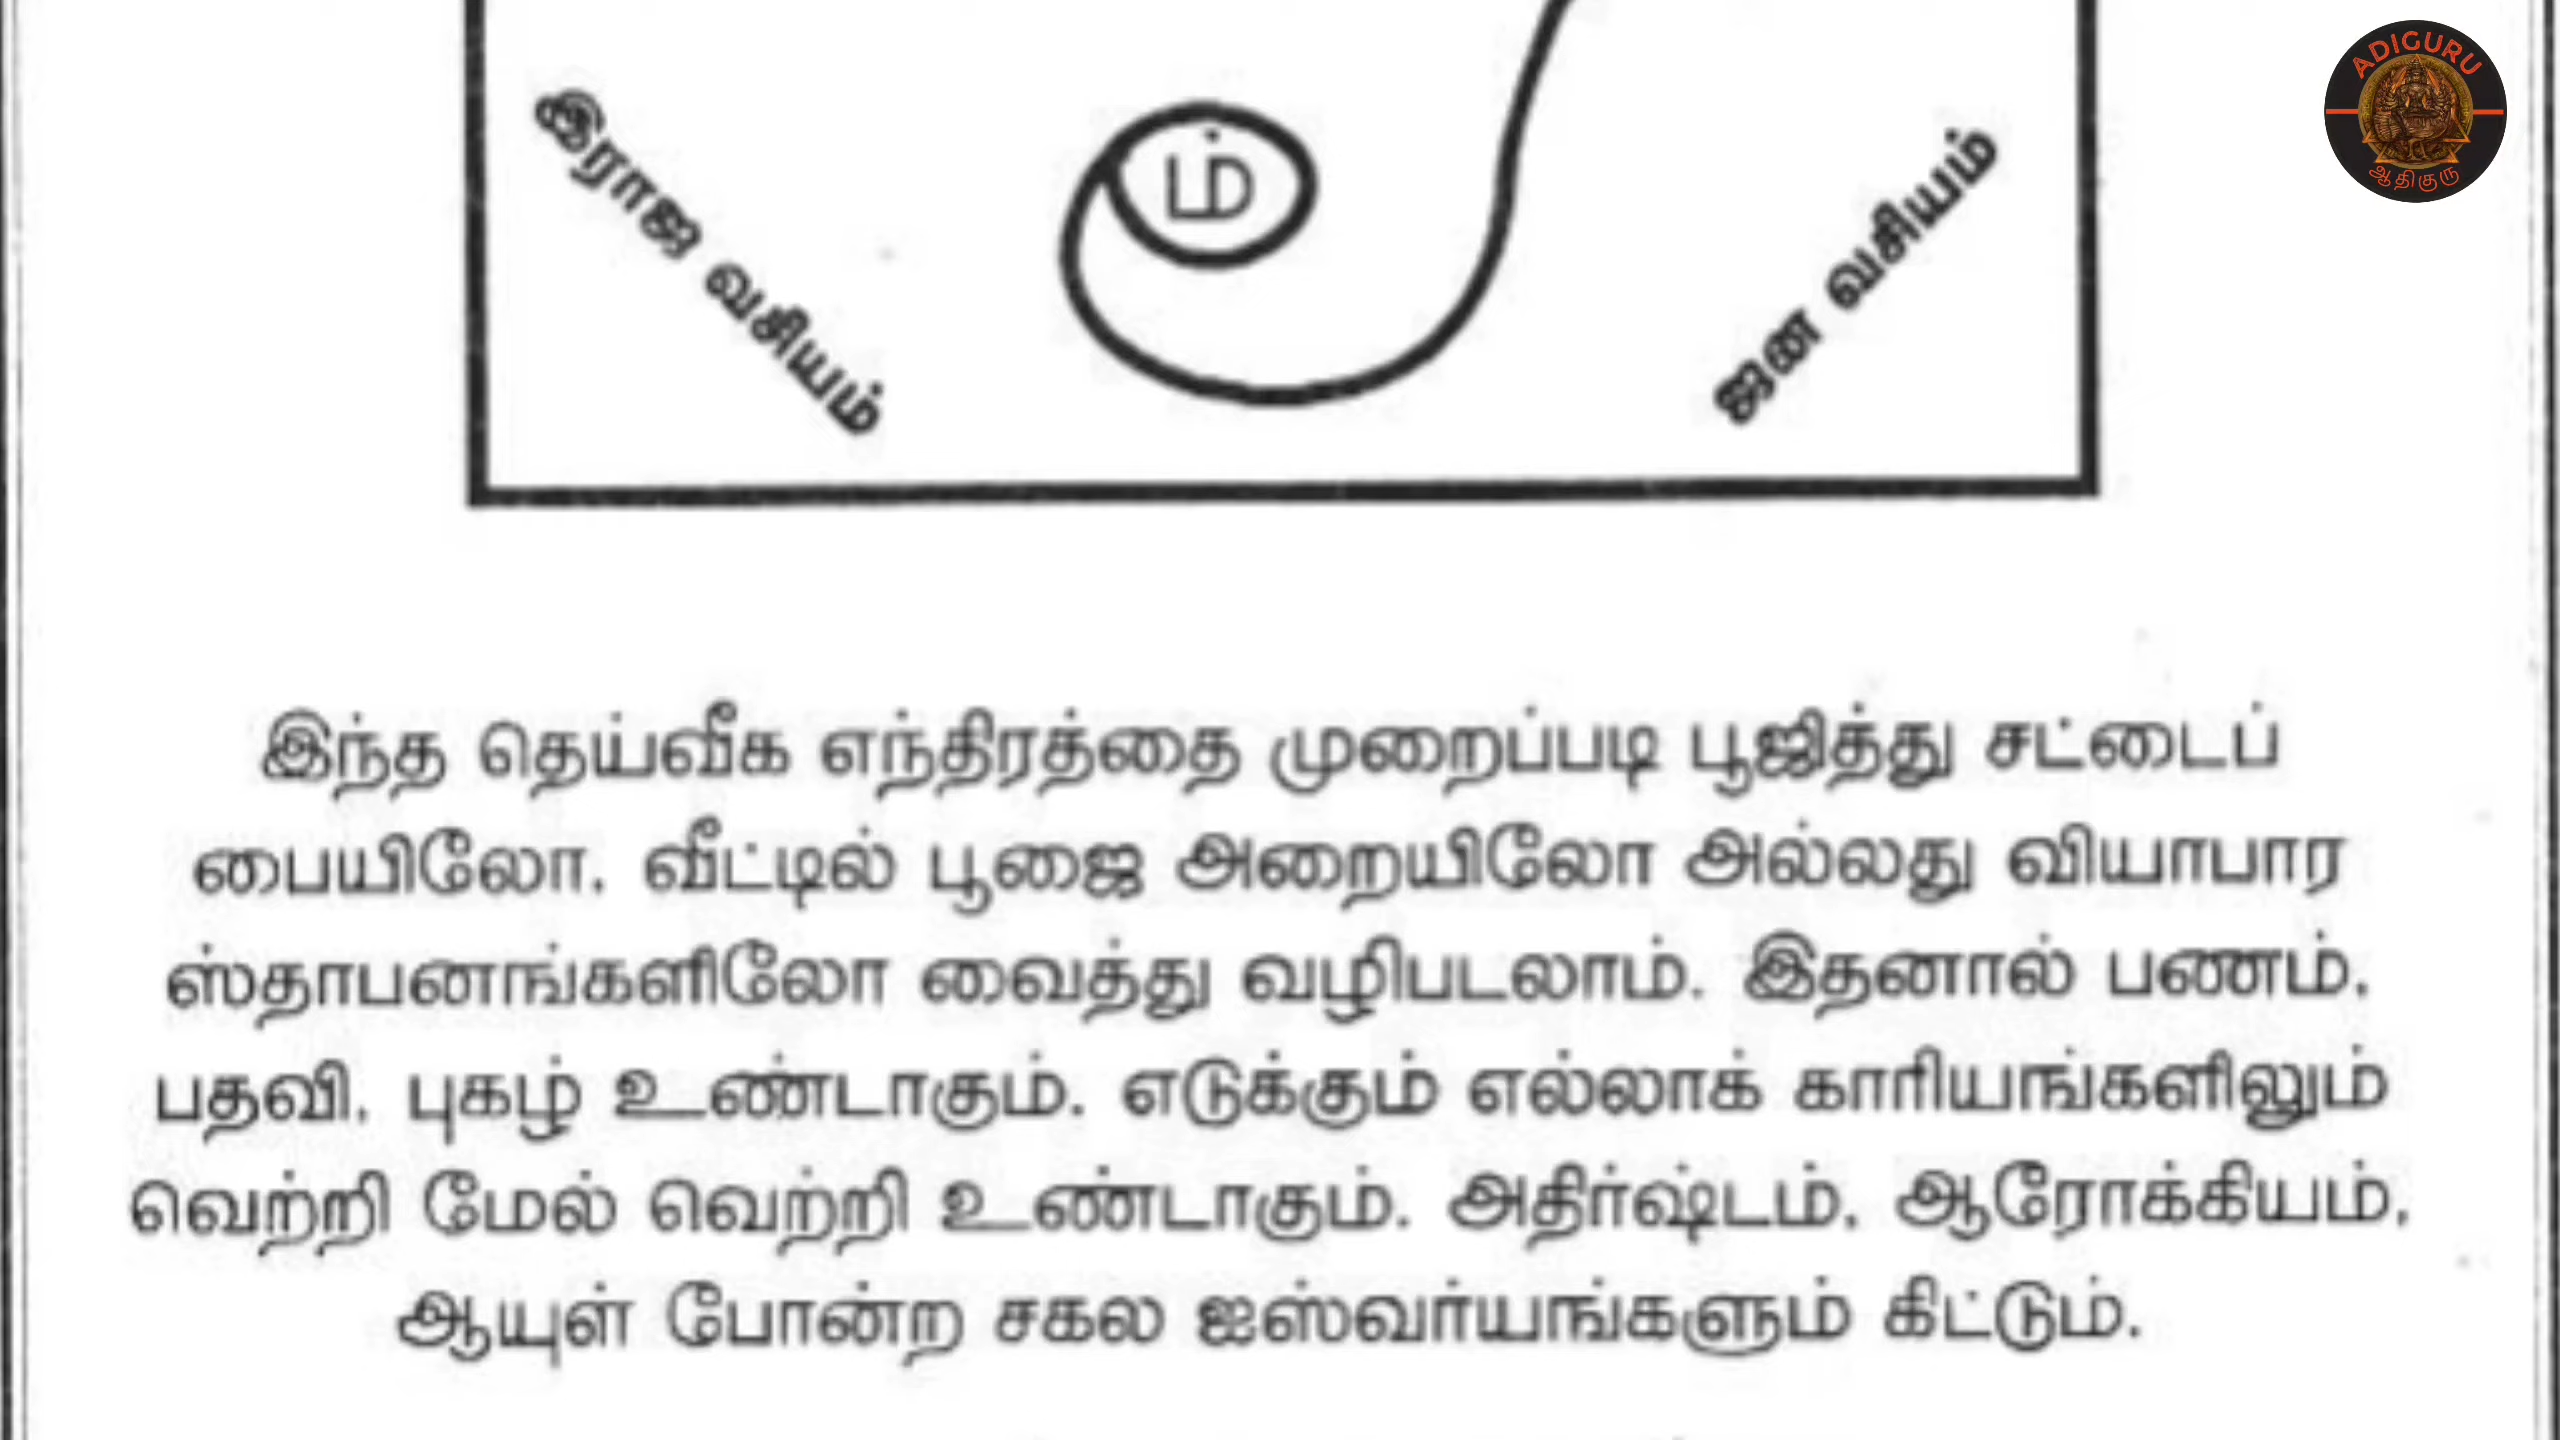 இராஜ வசியம்
ம்
ஜன வசியம்
ADIGURU
ஆதிகுரு
இந்த தெய்வீக எந்திரத்தை முறைப்படி பூஜித்து சட்டைப்
பையிலோ, வீட்டில் பூஜை அறையிலோ அல்லது வியாபார
ஸ்தாபனங்களிலோ வைத்து வழிபடலாம். இதனால் பணம்,
பதவி, புகழ் உண்டாகும். எடுக்கும் எல்லாக் காரியங்களிலும்
வெற்றி மேல் வெற்றி உண்டாகும். அதிர்ஷ்டம், ஆரோக்கியம்,
ஆயுள் போன்ற சகல ஐஸ்வர்யங்களும் கிட்டும்.